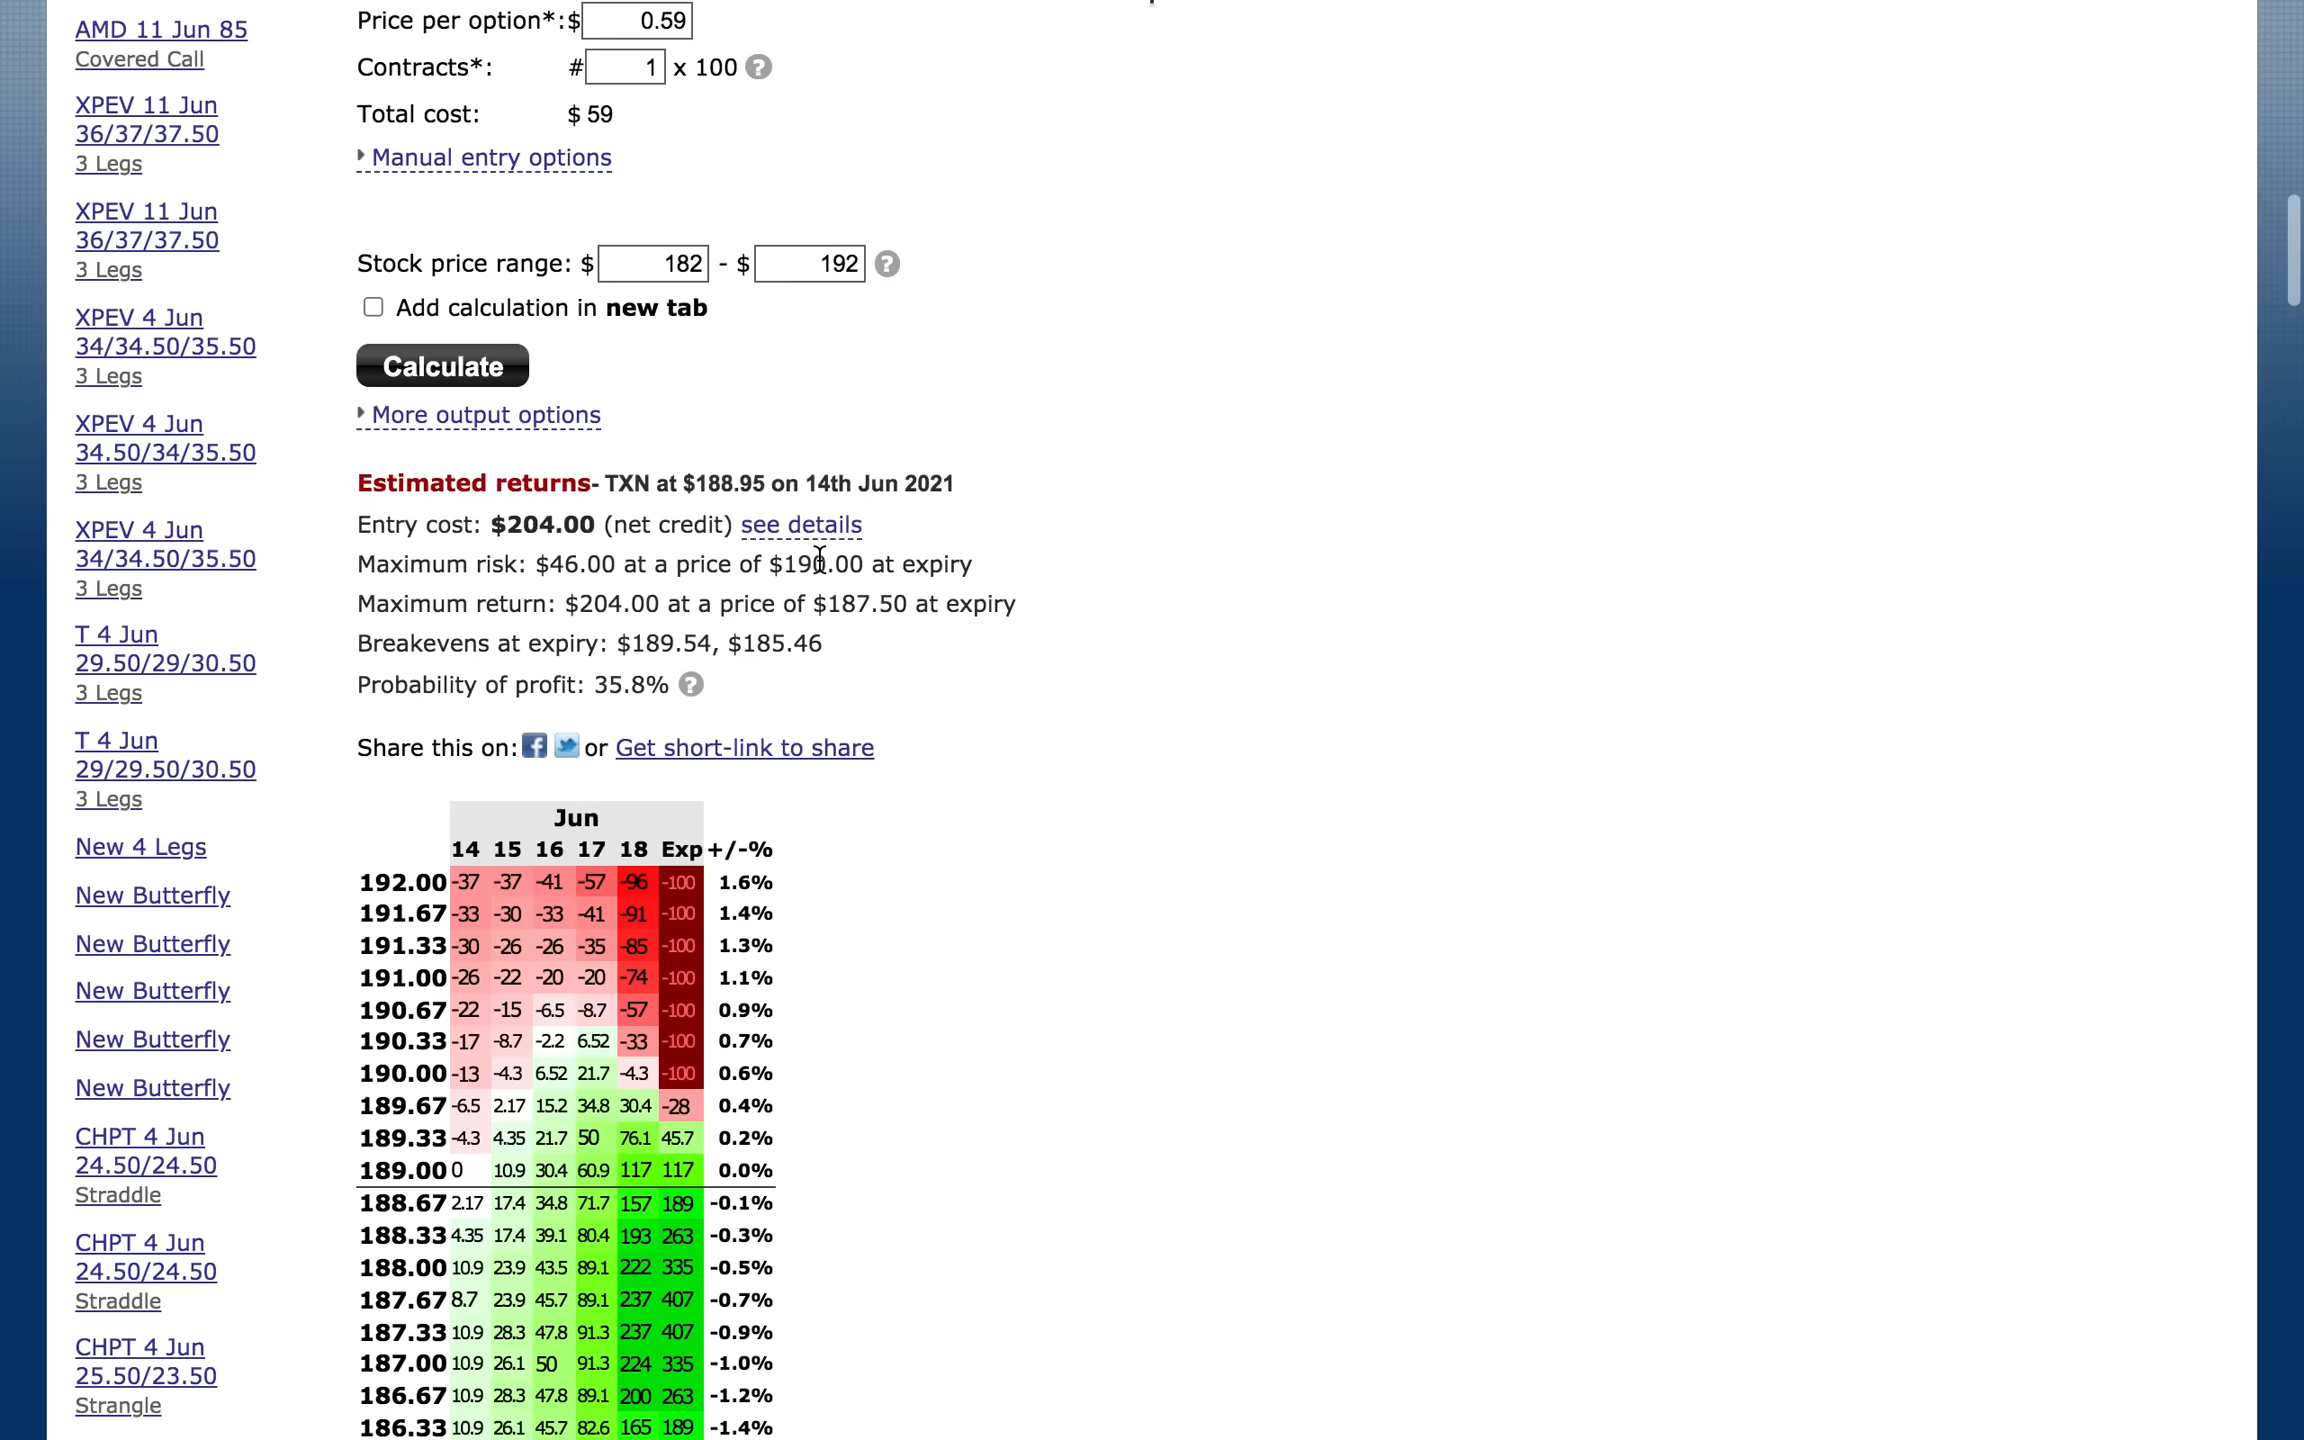 AMD 11 Jun 85
Covered Call
XPEV 11 Jun
36/37/37.50
3 Legs
XPEV 11 Jun
36/37/37.50
3 Legs
XPEV 4 Jun
34/34.50/35.50
3 Legs
XPEV 4 Jun
34.50/34/35.50
3 Legs
XPEV 4 Jun
34/34.50/35.50
3 Legs
T 4 Jun
29.50/29/30.50
3 Legs
T 4 Jun
29/29.50/30.50
3 Legs
New 4 Legs
New Butterfly
New Butterfly
New Butterfly
New Butterfly
New Butterfly
CHPT 4 Jun
24.50/24.50
Straddle
CHPT 4 Jun
24.50/24.50
Straddle
CHPT 4 Jun
25.50/23.50
Strangle
Price per option*:$ 0.59
Contracts*: # 1 x 100 ?
Total cost: $ 59
Manual entry options
Stock price range: $ 182 - $ 192 ?
Add calculation in new tab
Calculate
More output options
Estimated returns- TXN at $188.95 on 14th Jun 2021
Entry cost: $204.00 (net credit) see details
Maximum risk: $46.00 at a price of $190.00 at expiry
Maximum return: $204.00 at a price of $187.50 at expiry
Breakevens at expiry: $189.54, $185.46
Probability of profit: 35.8% ?
Share this on: f or Get short-link to share
Jun
14 15 16 17 18 Exp +/-%
192.00 -37 -37 -41 -57 -96 -100 1.6%
191.67 -33 -30 -33 -41 -91 -100 1.4%
191.33 -30 -26 -26 -35 -85 -100 1.3%
191.00 -26 -22 -20 -20 -74 -100 1.1%
190.67 -22 -15 -6.5 -8.7 -57 -100 0.9%
190.33 -17 -8.7 -2.2 6.52 -33 -100 0.7%
190.00 -13 -4.3 6.52 21.7 -4.3 -100 0.6%
189.67 -6.5 2.17 15.2 34.8 30.4 -28 0.4%
189.33 -4.3 4.35 21.7 50 76.1 45.7 0.2%
189.00 0 10.9 30.4 60.9 117 117 0.0%
188.67 2.17 17.4 34.8 71.7 157 189 -0.1%
188.33 4.35 17.4 39.1 80.4 193 263 -0.3%
188.00 10.9 23.9 43.5 89.1 222 335 -0.5%
187.67 8.7 23.9 45.7 89.1 237 407 -0.7%
187.33 10.9 28.3 47.8 91.3 237 407 -0.9%
187.00 10.9 26.1 50 91.3 224 335 -1.0%
186.67 10.9 28.3 47.8 89.1 200 263 -1.2%
186.33 10.9 26.1 45.7 82.6 165 189 -1.4%